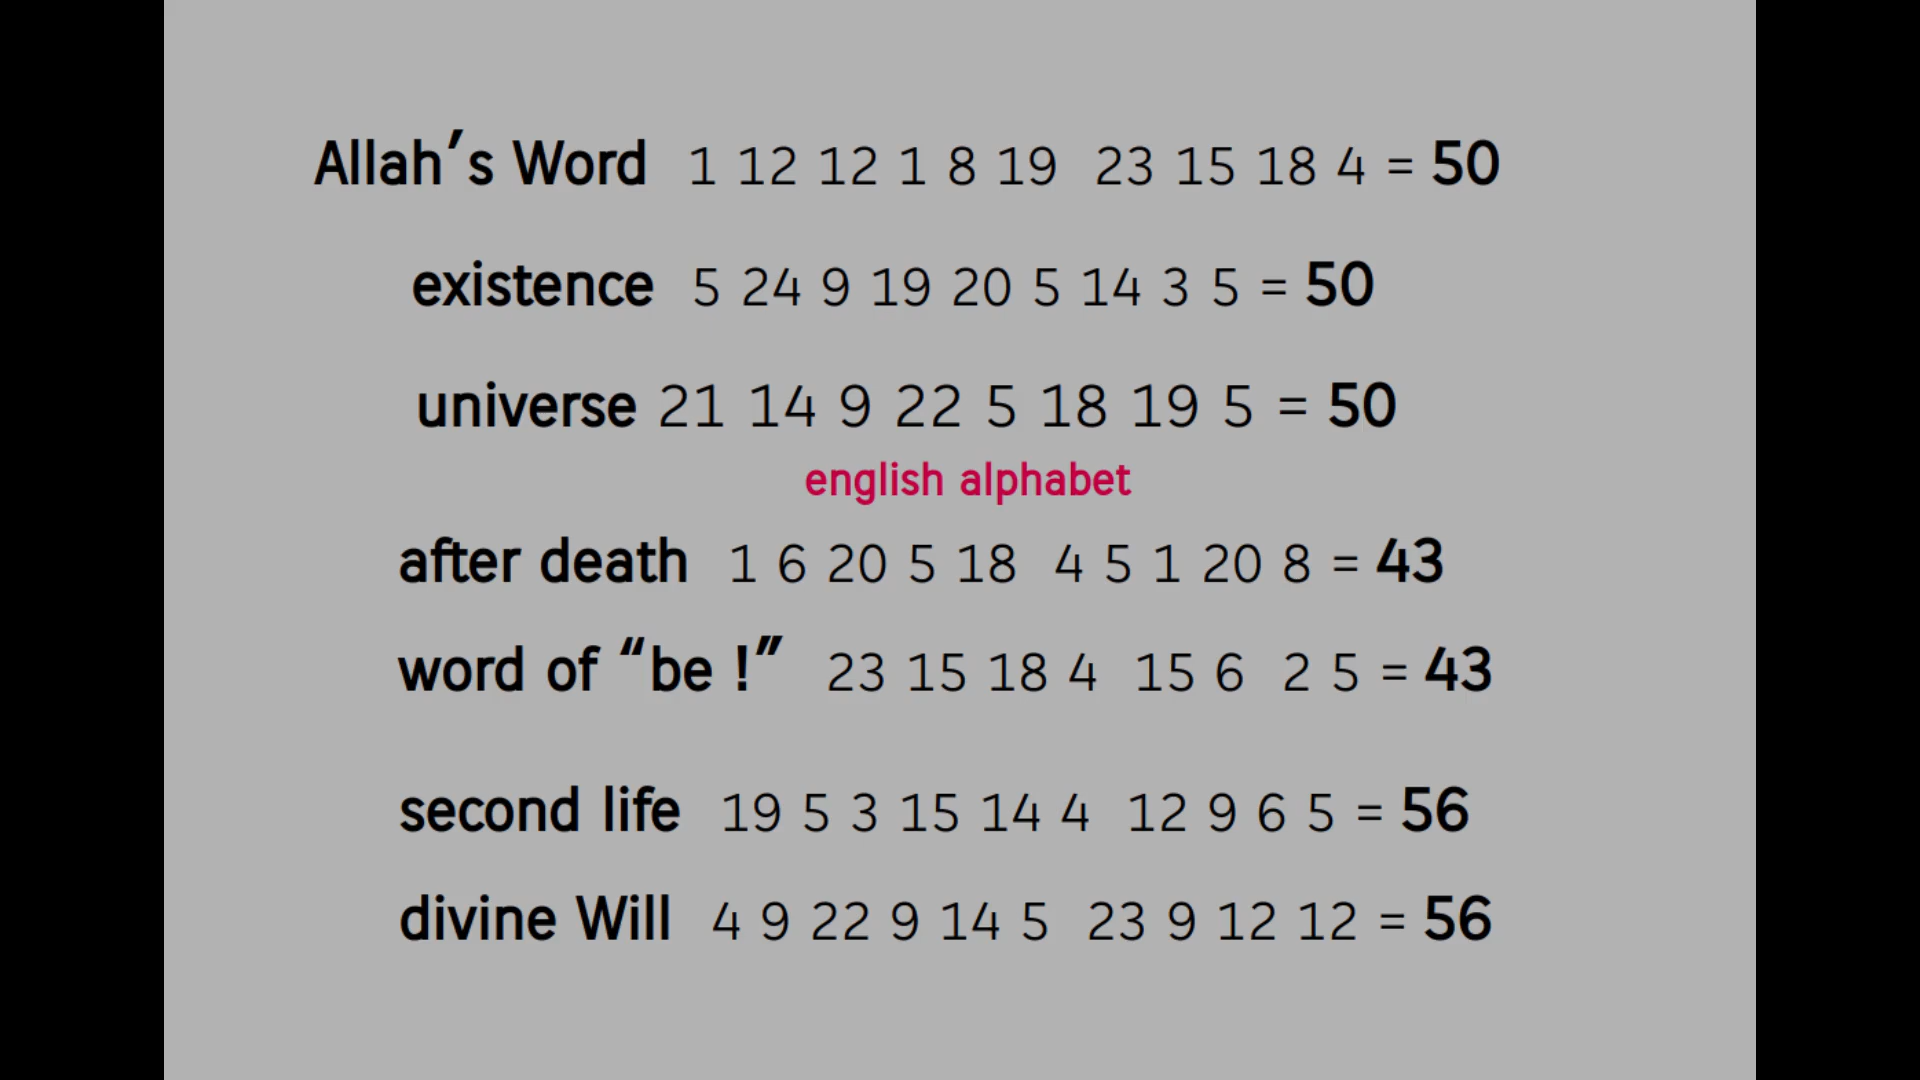 Allah’s Word 1 12 12 1 8 19 23 15 18 4 = 50
existence 5 24 9 19 20 5 14 3 5 = 50
universe 21 14 9 22 5 18 19 5 = 50
english alphabet
after death 1 6 20 5 18 4 5 1 20 8 = 43
word of “be !” 23 15 18 4 15 6 2 5 = 43
second life 19 5 3 15 14 4 12 9 6 5 = 56
divine Will 4 9 22 9 14 5 23 9 12 12 = 56